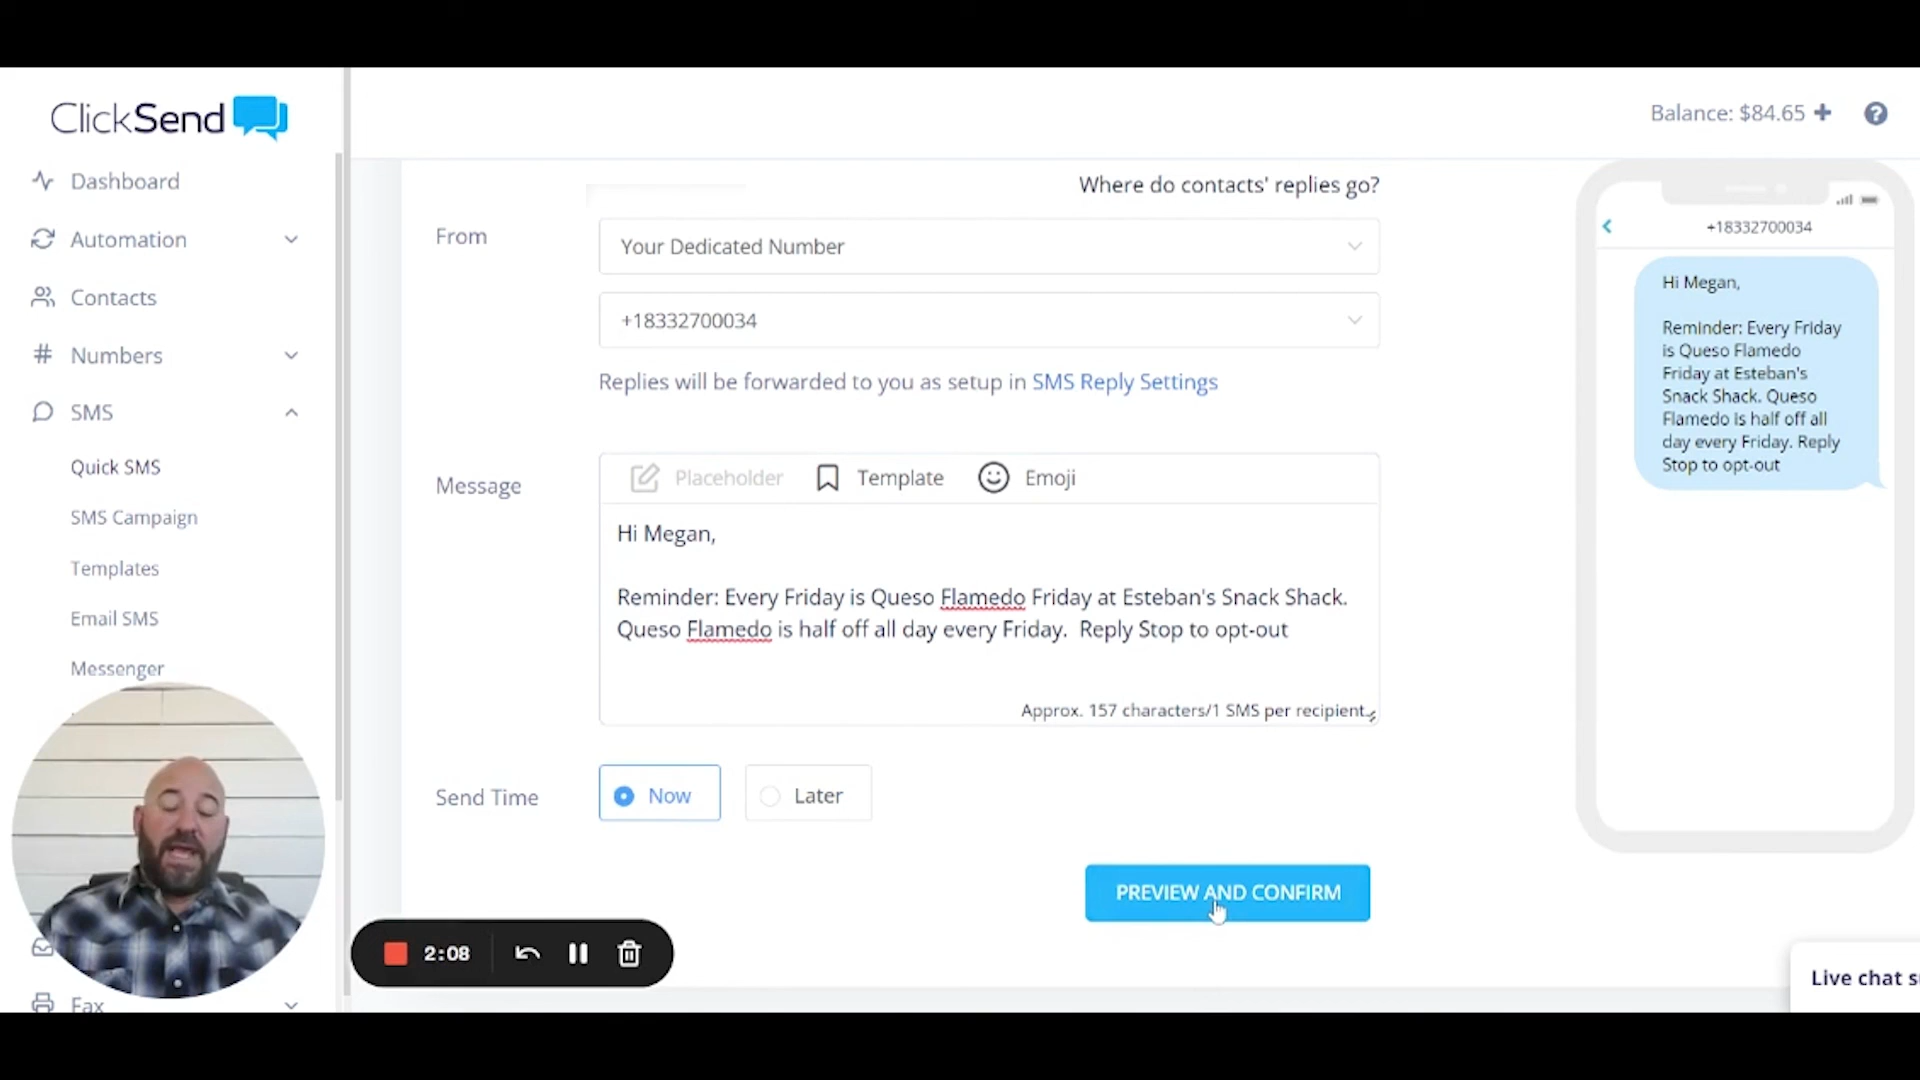 ClickSend
Balance: $84.65
Dashboard
Automation
Contacts
Numbers
SMS
Quick SMS
SMS Campaign
Templates
Email SMS
Messenger
Fax
Where do contacts' replies go?
From
Your Dedicated Number
+18332700034
Replies will be forwarded to you as setup in SMS Reply Settings
Message
Placeholder
Template
Emoji
Hi Megan,
Reminder: Every Friday is Queso Flamedo Friday at Esteban's Snack Shack.
Queso Flamedo is half off all day every Friday.  Reply Stop to opt-out
Approx. 157 characters/1 SMS per recipient
Send Time
Now
Later
PREVIEW AND CONFIRM
2:08
+18332700034
Hi Megan,
Reminder: Every Friday
is Queso Flamedo
Friday at Esteban's
Snack Shack. Queso
Flamedo is half off all
day every Friday. Reply
Stop to opt-out
Live chat